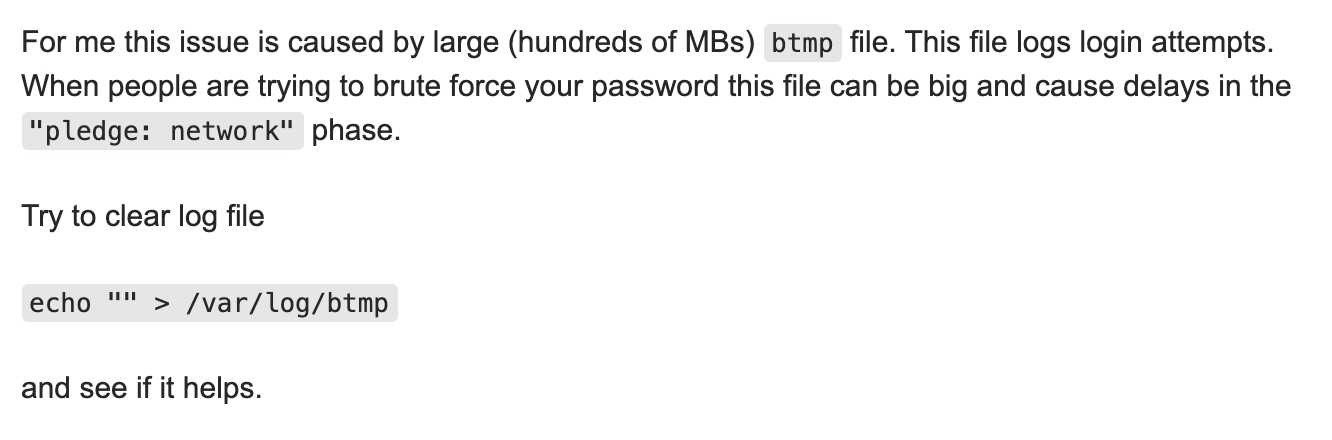 For me this issue is caused by large (hundreds of MBs) btmp file. This file logs login attempts.
When people are trying to brute force your password this file can be big and cause delays in the
"pledge: network" phase.
Try to clear log file
echo "" > /var/log/btmp
and see if it helps.